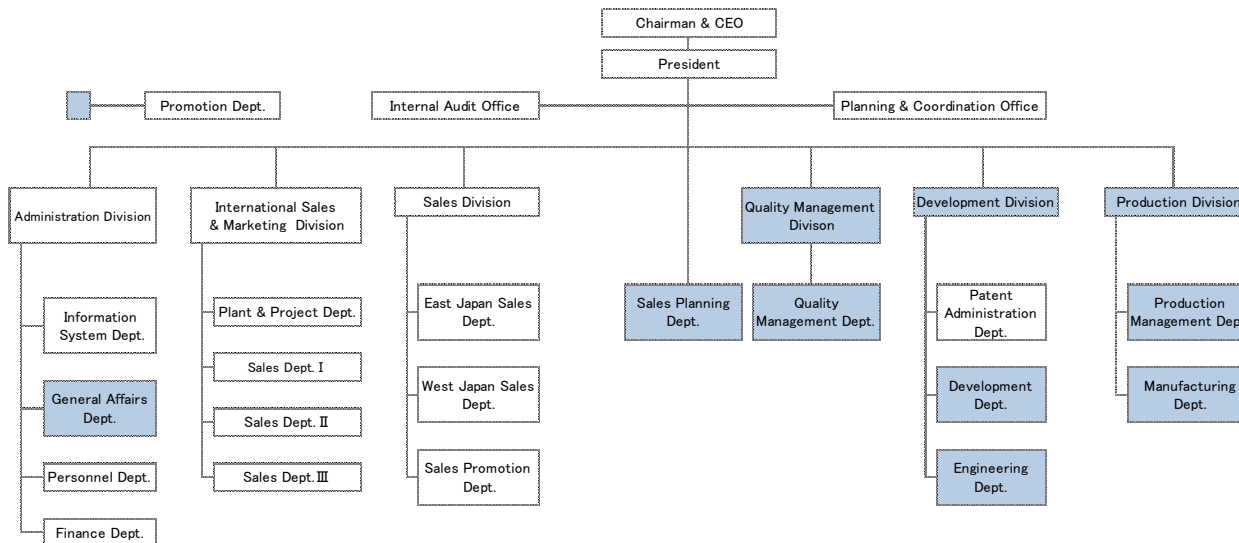 Chairman & CEO
President
Promotion Dept.
Internal Audit Office
Planning & Coordination Office
Administration Division
International Sales
& Marketing Division
Sales Division
Quality Management
Divison
Development Division
Production Division
Information
System Dept.
General Affairs
Dept.
Personnel Dept.
Finance Dept.
Plant & Project Dept.
Sales Dept. Ⅰ
Sales Dept. Ⅱ
Sales Dept. Ⅲ
East Japan Sales
Dept.
West Japan Sales
Dept.
Sales Promotion
Dept.
Sales Planning
Dept.
Quality
Management Dept.
Patent
Administration
Dept.
Development
Dept.
Engineering
Dept.
Production
Management Dep
Manufacturing
Dept.